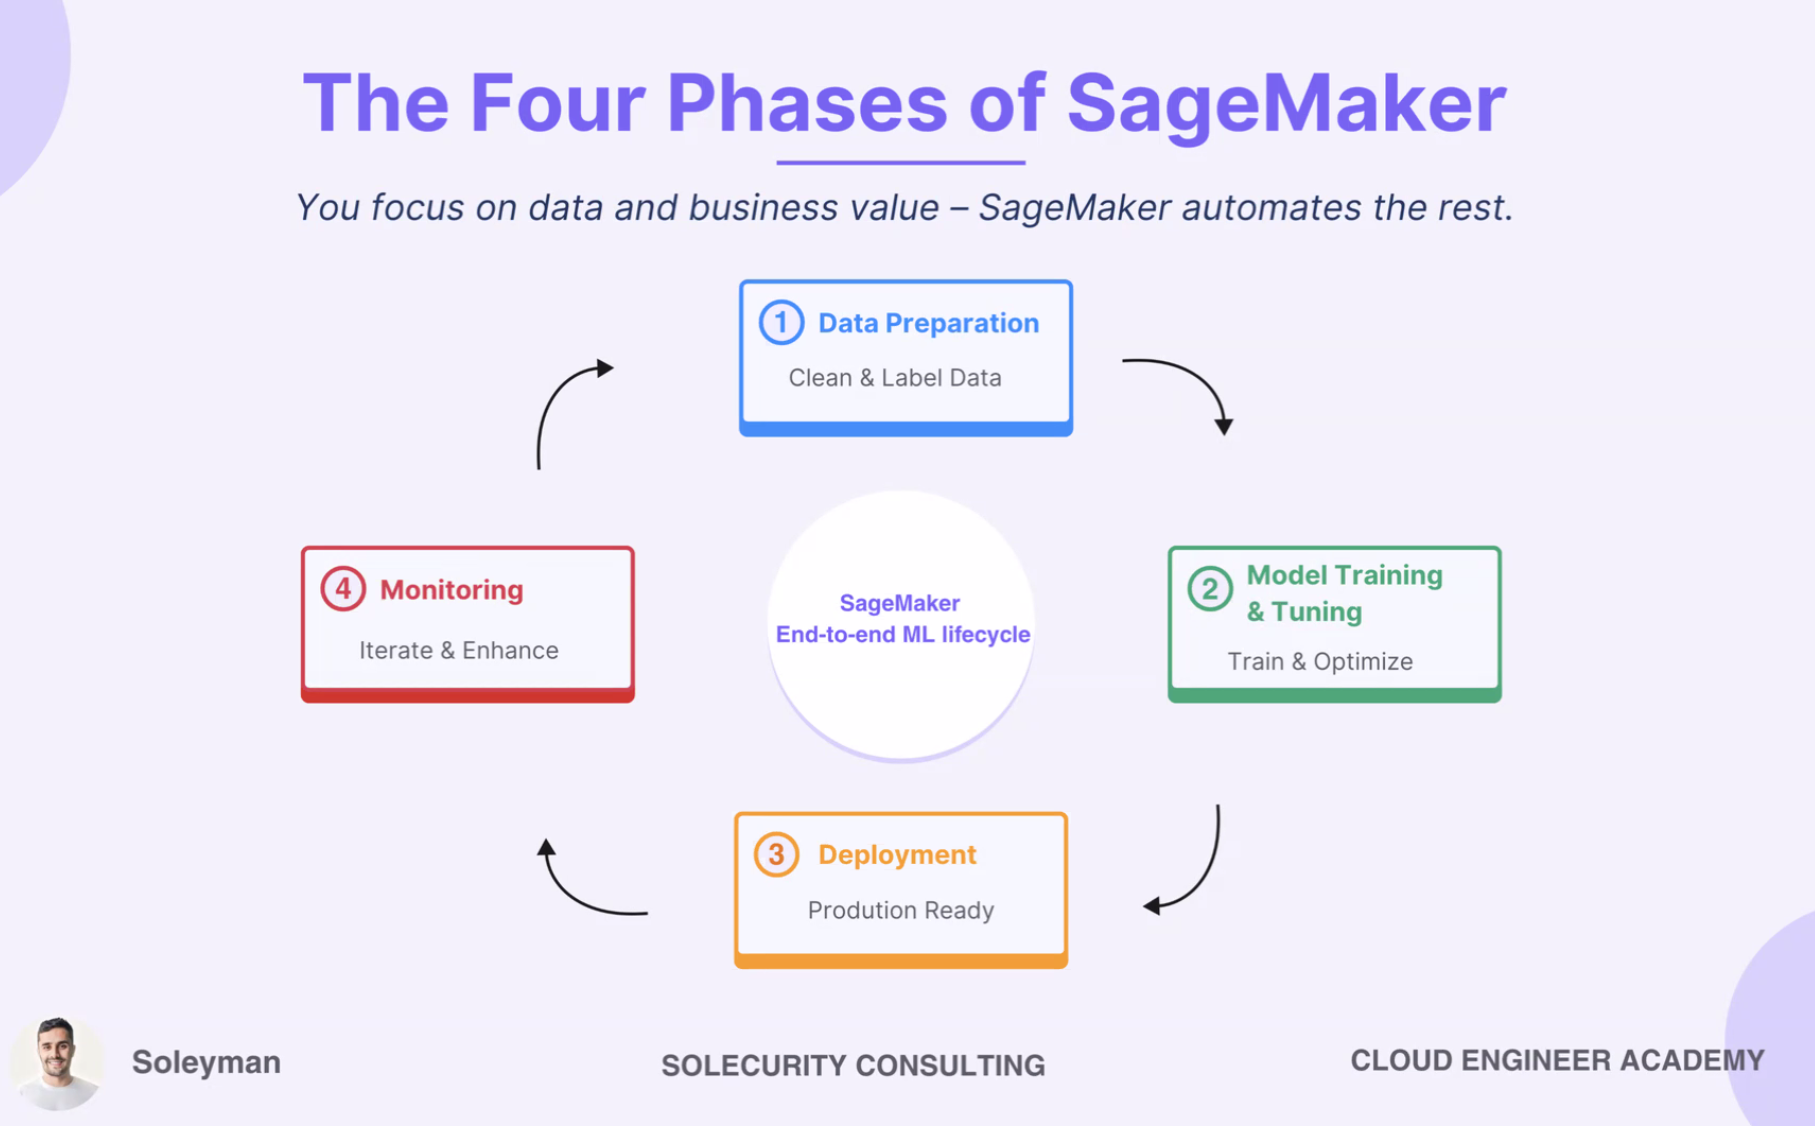 The Four Phases of SageMaker
You focus on data and business value – SageMaker automates the rest.
1 Data Preparation
Clean & Label Data
4 Monitoring
Iterate & Enhance
SageMaker
End-to-end ML lifecycle
2 Model Training
& Tuning
Train & Optimize
3 Deployment
Prodution Ready
Soleyman
SOLECURITY CONSULTING
CLOUD ENGINEER ACADEMY